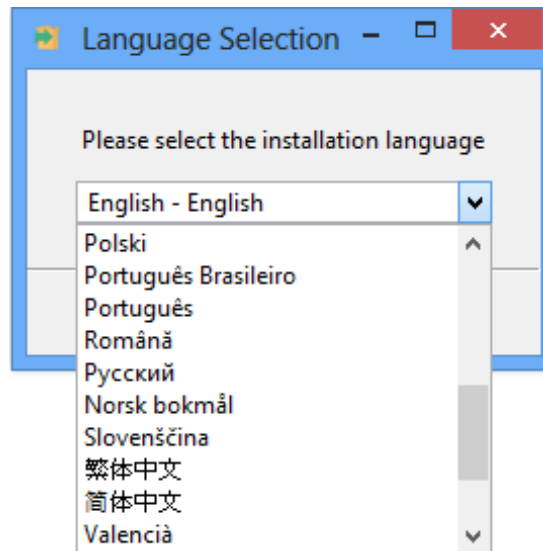 Language Selection
Please select the installation language
English - English
Polski
Português Brasileiro
Português
Română
Русский
Norsk bokmål
Slovenščina
繁体中文
简体中文
Valencià